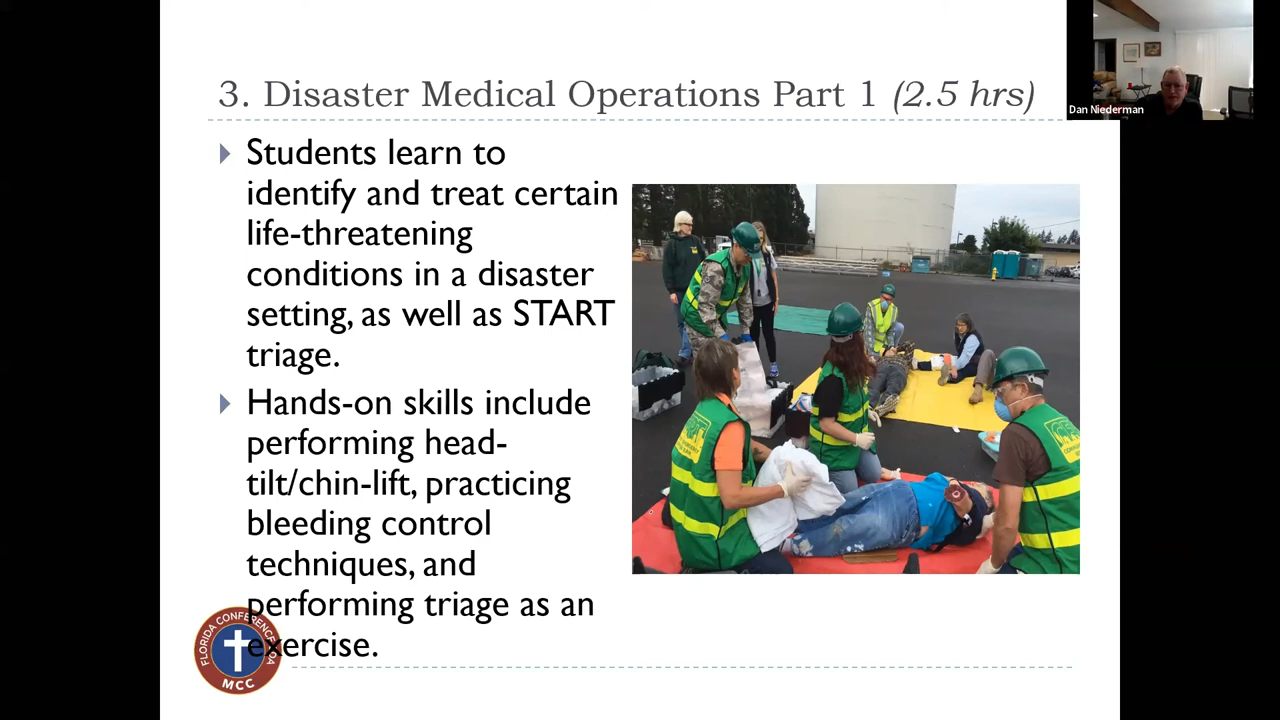 3. Disaster Medical Operations Part 1 (2.5 hrs)
Dan Niederman
Students learn to
identify and treat certain
life-threatening
conditions in a disaster
setting, as well as START
triage.
Hands-on skills include
performing head-
tilt/chin-lift, practicing
bleeding control
techniques, and
performing triage as an
exercise.
FLORIDA CONFERENCE
MCC